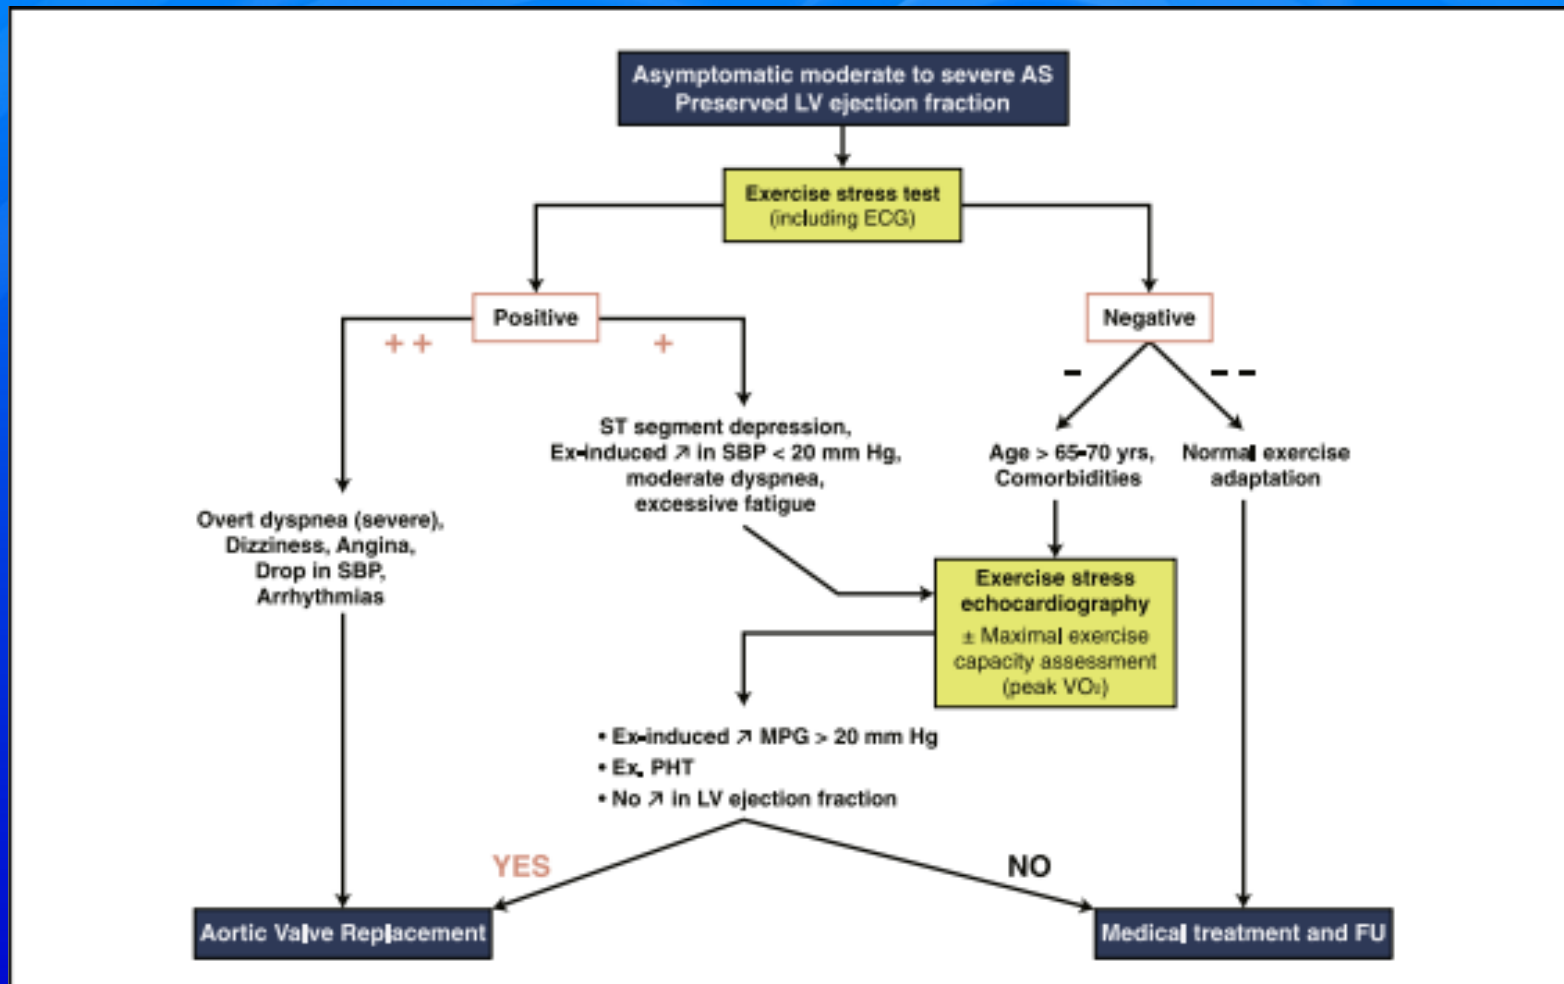 Asymptomatic moderate to severe AS
Preserved LV ejection fraction
Exercise stress test
(including ECG)
Positive
Negative
+ +
+
-
- -
ST segment depression,
Ex-induced ↗ in SBP < 20 mm Hg,
moderate dyspnea,
excessive fatigue
Age > 65-70 yrs,
Comorbidities
Normal exercise
adaptation
Overt dyspnea (severe),
Dizziness, Angina,
Drop in SBP,
Arrhythmias
Exercise stress
echocardiography
± Maximal exercise
capacity assessment
(peak VO₂)
• Ex-induced ↗ MPG > 20 mm Hg
• Ex. PHT
• No ↗ in LV ejection fraction
YES
NO
Aortic Valve Replacement
Medical treatment and FU